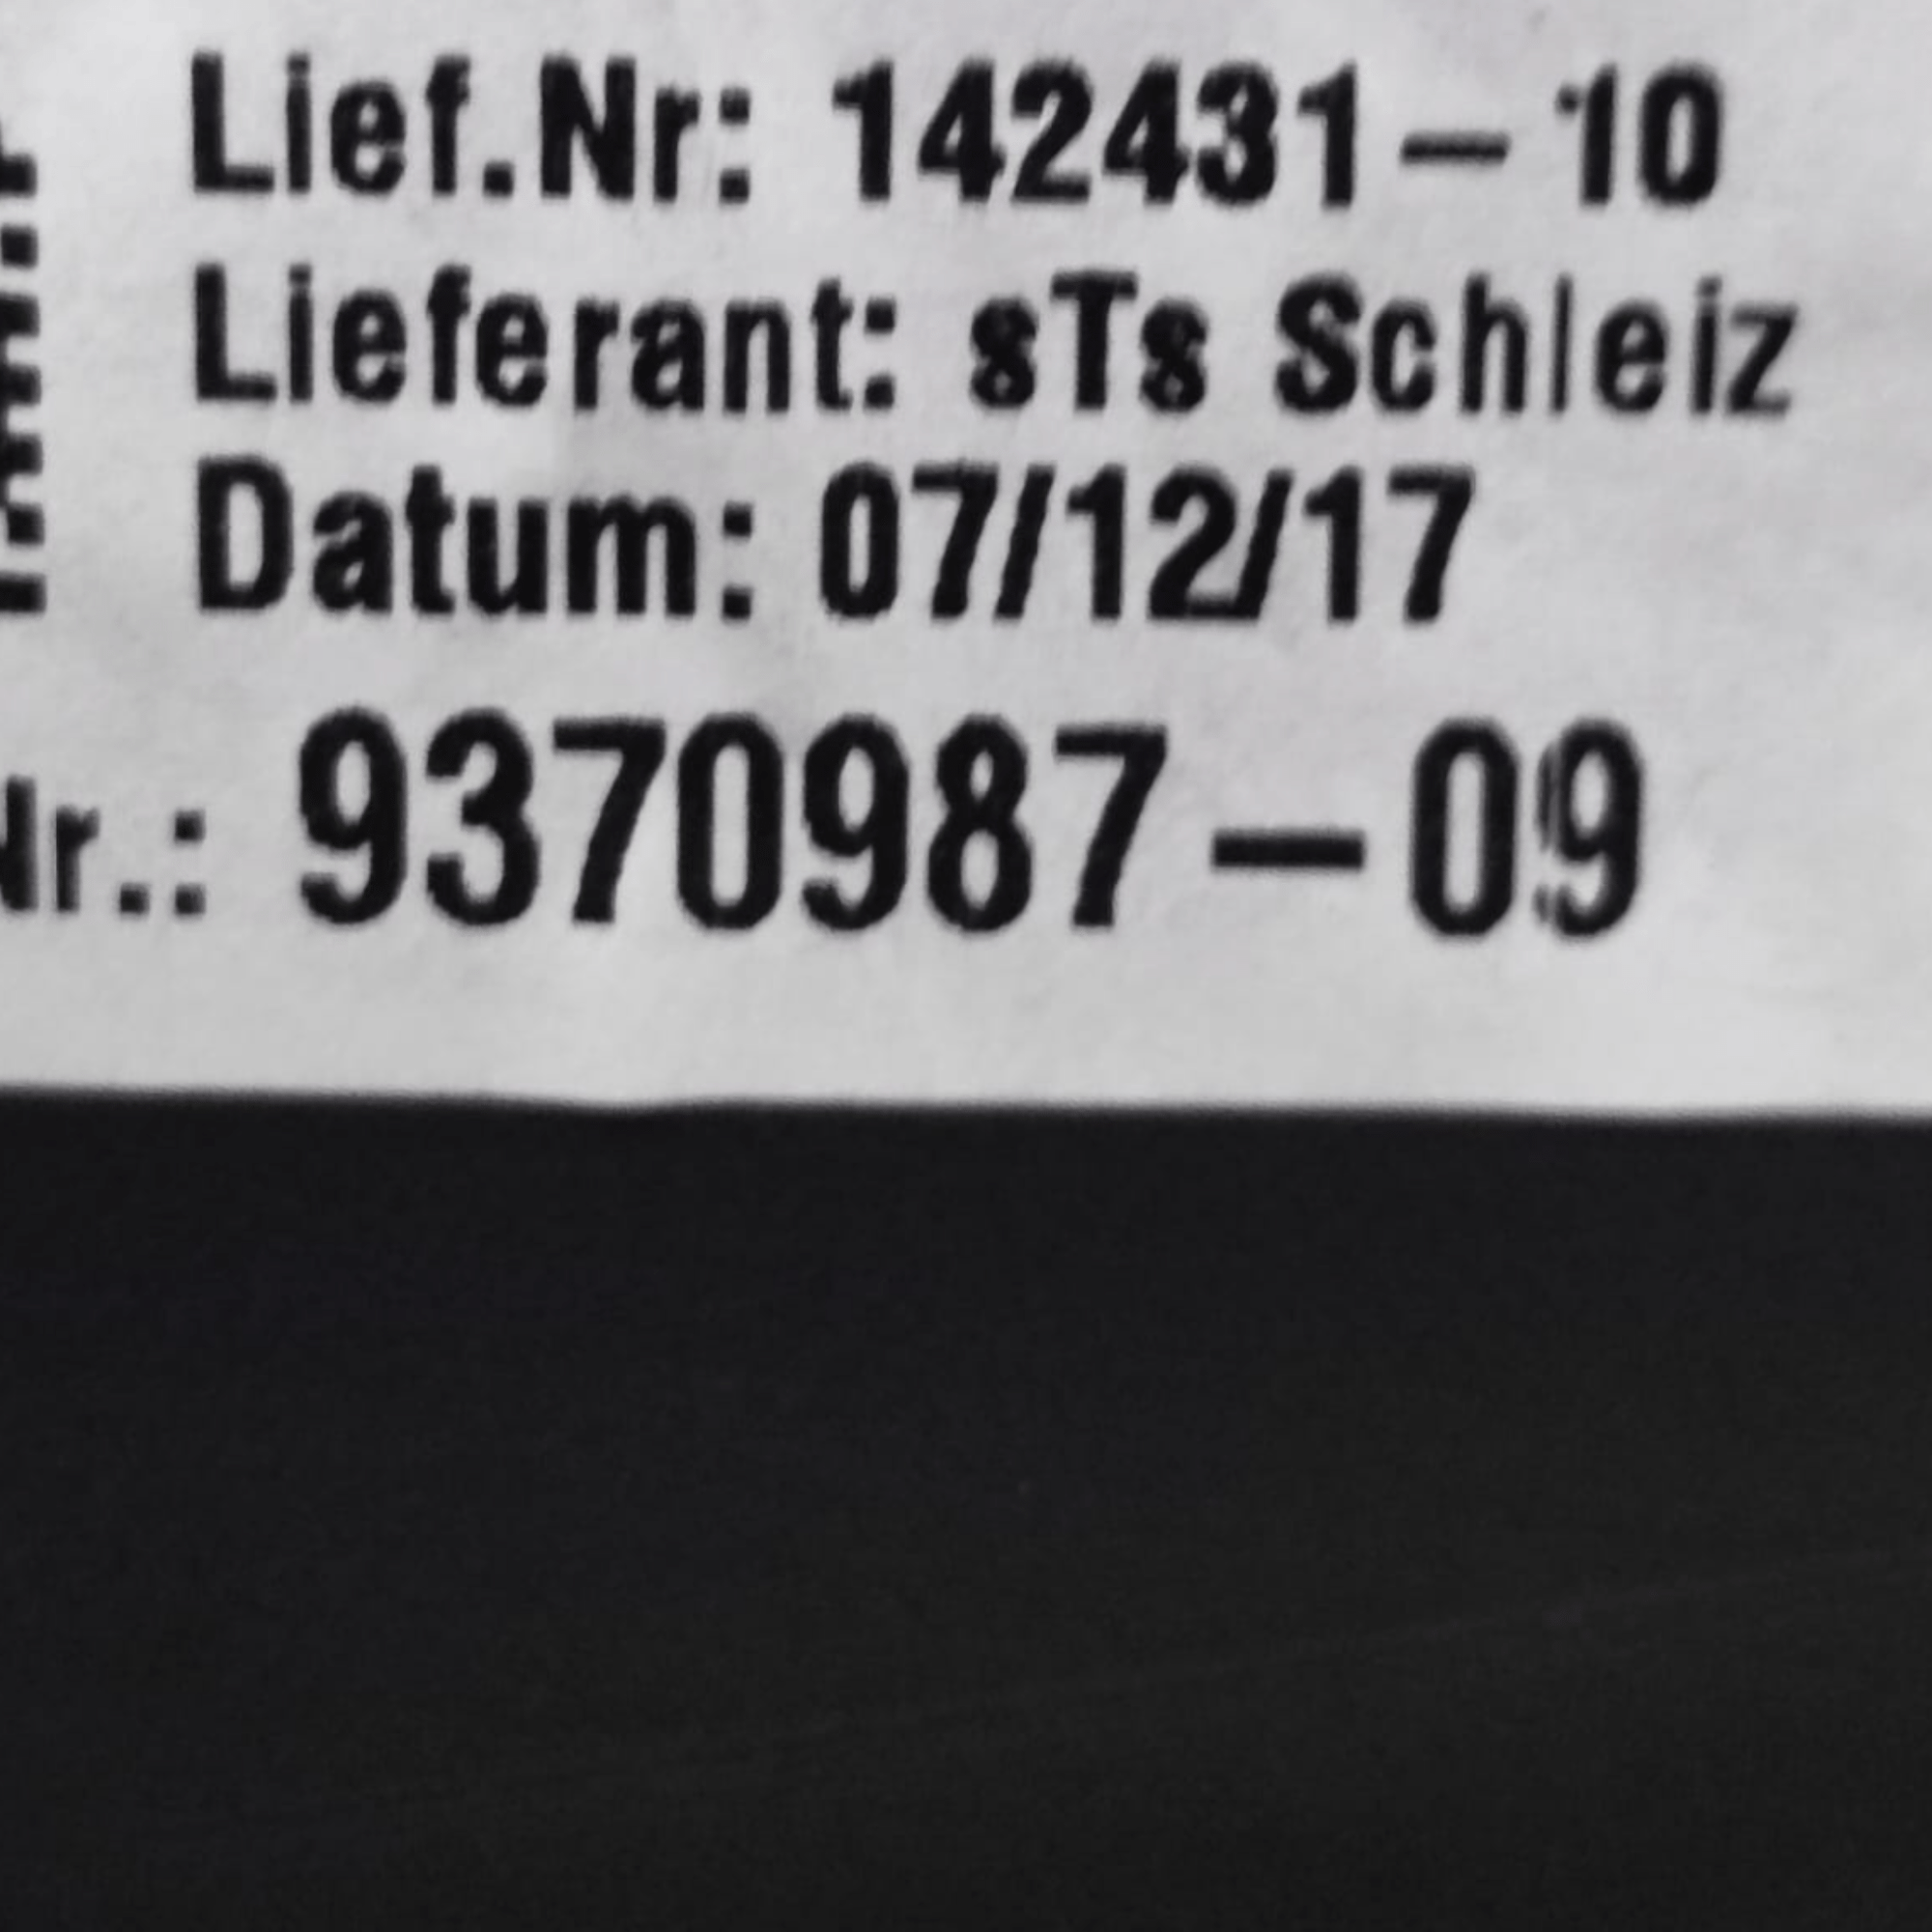 Lief.Nr: 142431-10
Lieferant: sTs Schleiz
Datum: 07/12/17
Nr.: 9370987-09